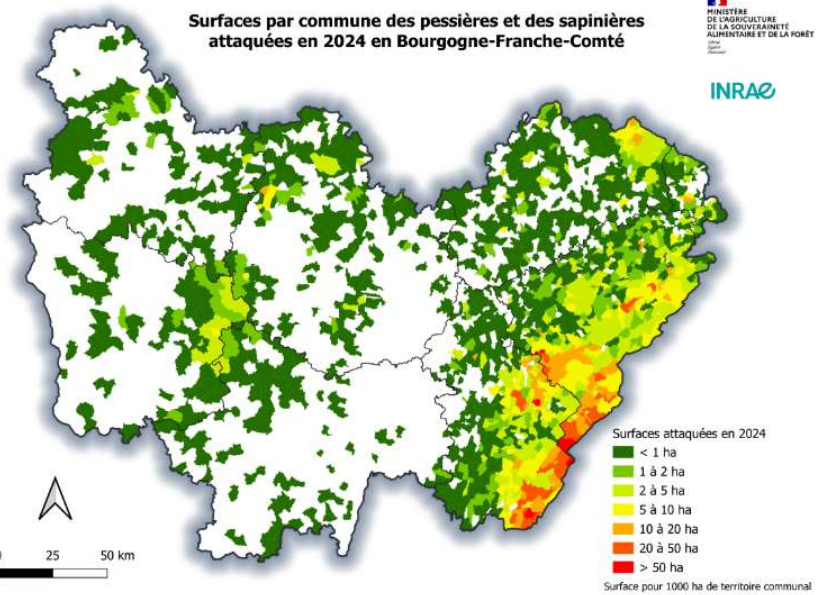 Surfaces par commune des pessières et des sapinières
attaquées en 2024 en Bourgogne-Franche-Comté
MINISTÈRE
DE L'AGRICULTURE
DE LA SOUVERAINETÉ
ALIMENTAIRE ET DE LA FORÊT
INRAE
Surfaces attaquées en 2024
< 1 ha
1 à 2 ha
2 à 5 ha
5 à 10 ha
10 à 20 ha
20 à 50 ha
> 50 ha
Surface pour 1000 ha de territoire communal
0 25 50 km